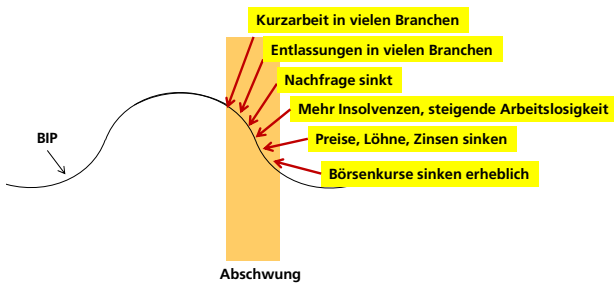 Kurzarbeit in vielen Branchen
Entlassungen in vielen Branchen
Nachfrage sinkt
Mehr Insolvenzen, steigende Arbeitslosigkeit
BIP
Preise, Löhne, Zinsen sinken
Börsenkurse sinken erheblich
Abschwung